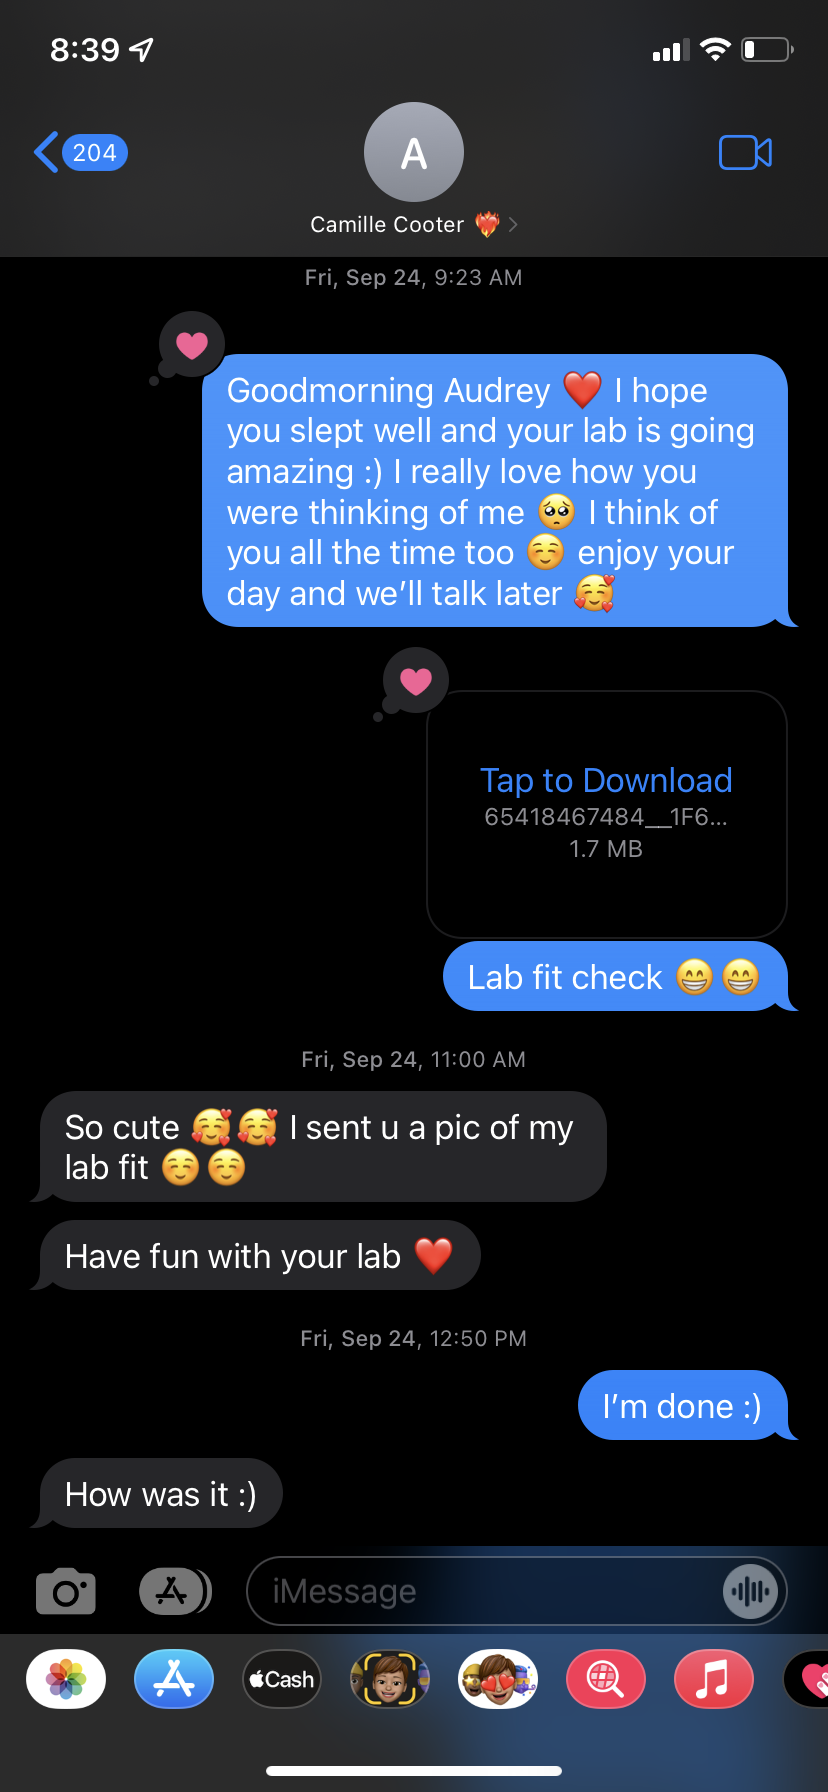 8:39
204
A
Camille Cooter ❤️‍🔥
Fri, Sep 24, 9:23 AM
Goodmorning Audrey ❤️ I hope
you slept well and your lab is going
amazing :) I really love how you
were thinking of me 🥺 I think of
you all the time too ☺️ enjoy your
day and we’ll talk later 🥰
Tap to Download
65418467484__1F6...
1.7 MB
Lab fit check 😁😁
Fri, Sep 24, 11:00 AM
So cute 🥰🥰 I sent u a pic of my
lab fit ☺️☺️
Have fun with your lab ❤️
Fri, Sep 24, 12:50 PM
I’m done :)
How was it :)
iMessage
Cash